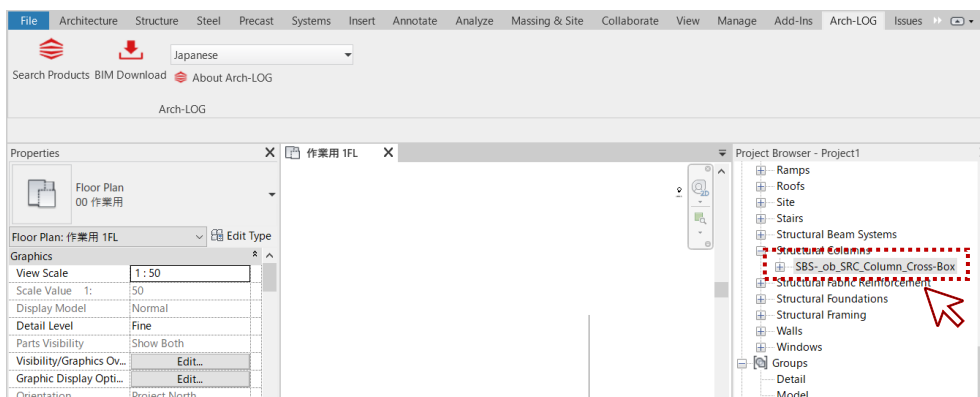 File Architecture Structure Steel Precast Systems Insert Annotate Analyze Massing & Site Collaborate View Manage Add-Ins Arch-LOG Issues
Japanese
Search Products BIM Download About Arch-LOG
Arch-LOG
Properties
作業用 1FL
Project Browser - Project1
Floor Plan
00 作業用
Floor Plan: 作業用 1FL
Edit Type
Graphics
View Scale 1 : 50
Scale Value 1: 50
Display Model Normal
Detail Level Fine
Parts Visibility Show Both
Visibility/Graphics Ov... Edit...
Graphic Display Opti... Edit...
Orientation Project North
2D
Ramps
Roofs
Site
Stairs
Structural Beam Systems
Structural Columns
SBS-_ob_SRC_Column_Cross-Box
Structural Fabric Reinforcement
Structural Foundations
Structural Framing
Walls
Windows
Groups
Detail
Model